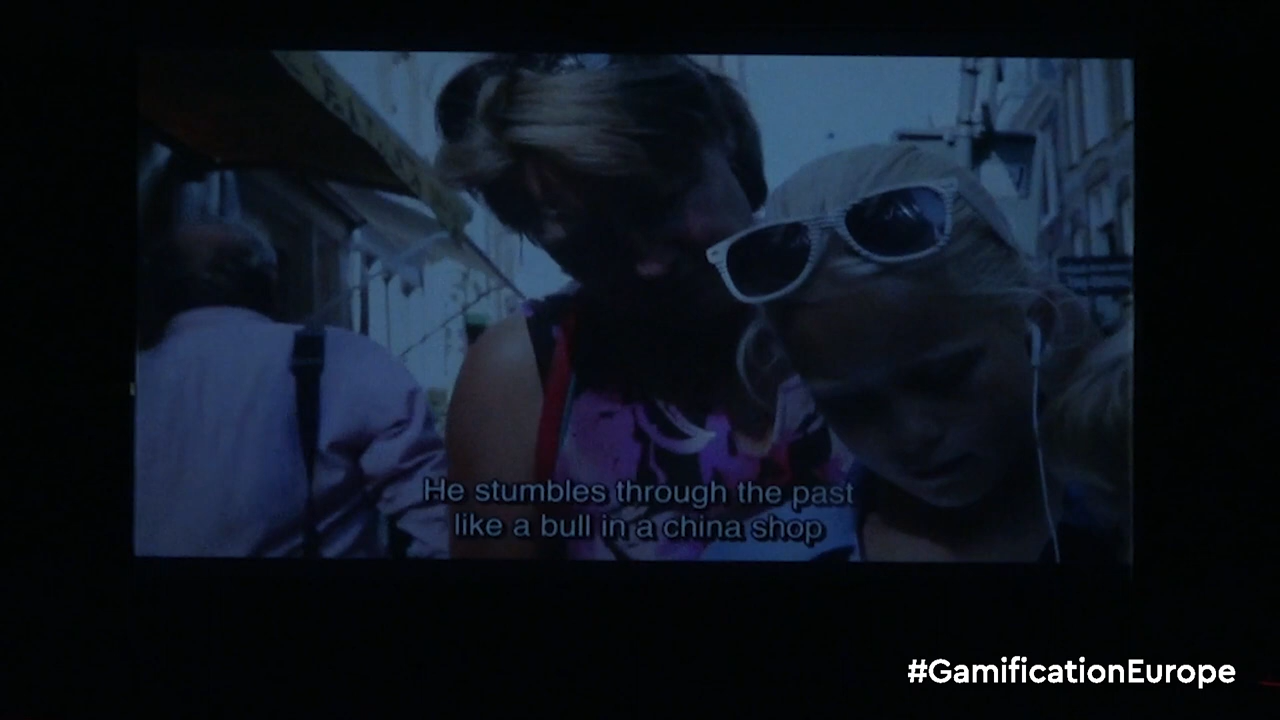 He stumbles through the past
like a bull in a china shop
#GamificationEurope